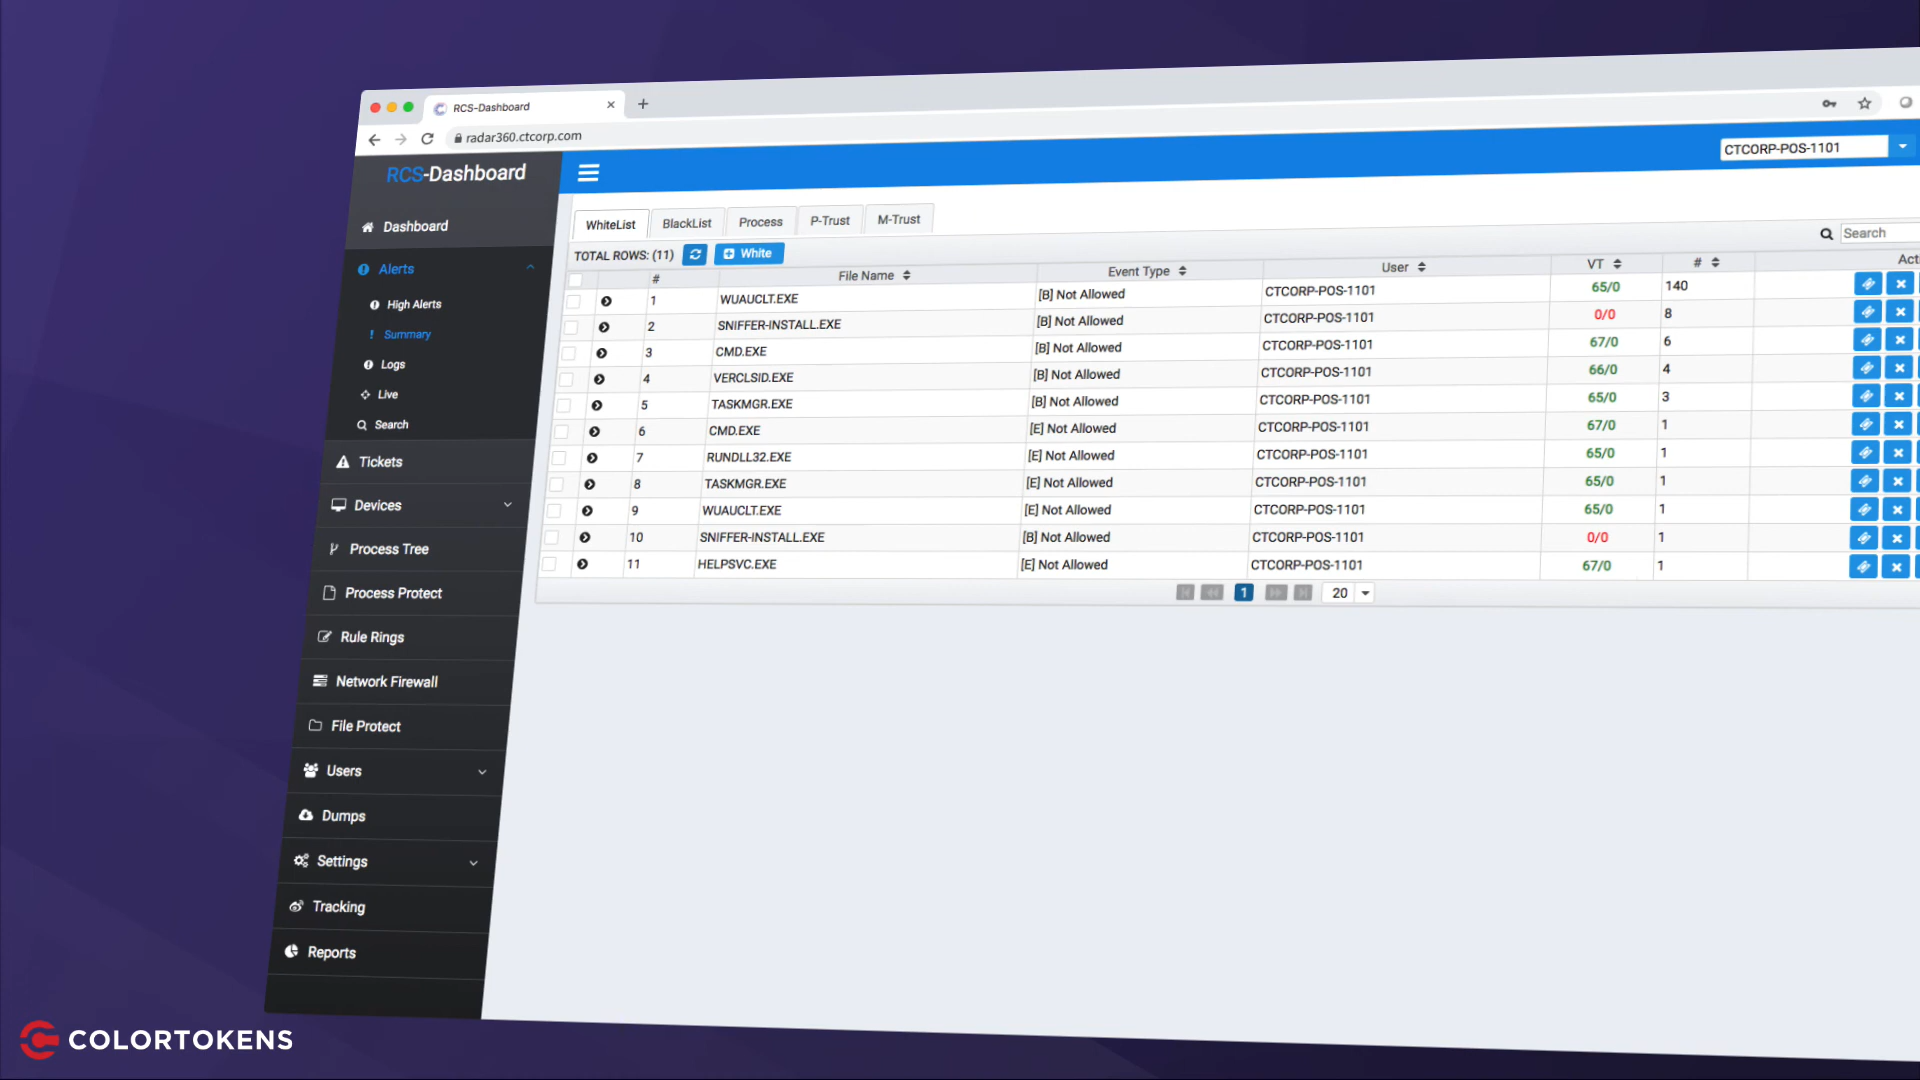 RCS-Dashboard
radar360.ctcorp.com
RCS-Dashboard
CTCORP-POS-1101
Dashboard
Alerts
High Alerts
Summary
Logs
Live
Search
Tickets
Devices
Process Tree
Process Protect
Rule Rings
Network Firewall
File Protect
Users
Dumps
Settings
Tracking
Reports
WhiteList BlackList Process P-Trust M-Trust
TOTAL ROWS: (11) White Search
# File Name Event Type User VT # Acti
1 WUAUCLT.EXE [B] Not Allowed CTCORP-POS-1101 65/0 140
2 SNIFFER-INSTALL.EXE [B] Not Allowed CTCORP-POS-1101 0/0 8
3 CMD.EXE [B] Not Allowed CTCORP-POS-1101 67/0 6
4 VERCLSID.EXE [B] Not Allowed CTCORP-POS-1101 66/0 4
5 TASKMGR.EXE [B] Not Allowed CTCORP-POS-1101 65/0 3
6 CMD.EXE [E] Not Allowed CTCORP-POS-1101 67/0 1
7 RUNDLL32.EXE [E] Not Allowed CTCORP-POS-1101 65/0 1
8 TASKMGR.EXE [E] Not Allowed CTCORP-POS-1101 65/0 1
9 WUAUCLT.EXE [E] Not Allowed CTCORP-POS-1101 65/0 1
10 SNIFFER-INSTALL.EXE [B] Not Allowed CTCORP-POS-1101 0/0 1
11 HELPSVC.EXE [E] Not Allowed CTCORP-POS-1101 67/0 1
1 20
COLORTOKENS